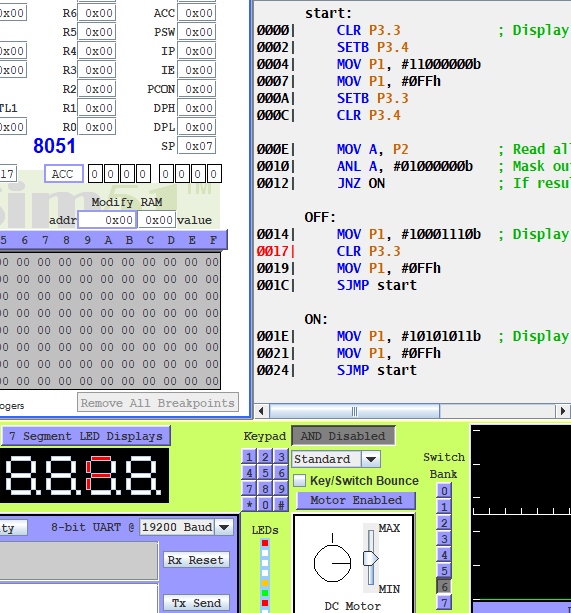 R6 0x00 ACC 0x00
0x00 R5 0x00 PSW 0x00
0x00 R4 0x00 IP 0x00
0x00 R3 0x00 IE 0x00
R2 0x00 PCON 0x00
TL1 R1 0x00 DPH 0x00
0x00 R0 0x00 DPL 0x00
8051 SP 0x07
17 ACC 0 0 0 0 0 0 0 0
Modify RAM
addr 0x00 0x00 value
5 6 7 8 9 A B C D E F
00 00 00 00 00 00 00 00 00 00 00
00 00 00 00 00 00 00 00 00 00 00
00 00 00 00 00 00 00 00 00 00 00
00 00 00 00 00 00 00 00 00 00 00
00 00 00 00 00 00 00 00 00 00 00
00 00 00 00 00 00 00 00 00 00 00
00 00 00 00 00 00 00 00 00 00 00
00 00 00 00 00 00 00 00 00 00 00
ogers Remove All Breakpoints
start:
0000| CLR P3.3 ; Display
0002| SETB P3.4
0004| MOV P1, #11000000b
0007| MOV P1, #0FFh
000A| SETB P3.3
000C| CLR P3.4
000E| MOV A, P2 ; Read all
0010| ANL A, #01000000b ; Mask ou
0012| JNZ ON ; If resu
OFF:
0014| MOV P1, #10001110b ; Display
0017| CLR P3.3
0019| MOV P1, #0FFh
001C| SJMP start
ON:
001E| MOV P1, #10101011b ; Display
0021| MOV P1, #0FFh
0024| SJMP start
7 Segment LED Displays
Keypad AND Disabled
1 2 3
4 5 6
7 8 9
* 0 #
Standard
Key/Switch Bounce
Motor Enabled
Switch
Bank
0
1
2
3
4
5
6
7
ity 8-bit UART @ 19200 Baud
Rx Reset
Tx Send
LEDs
MAX
MIN
DC Motor